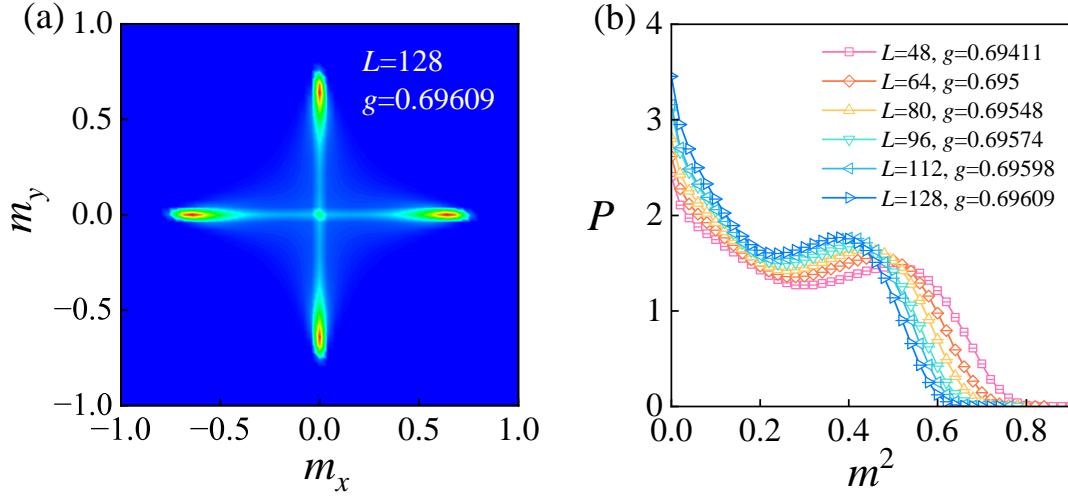 (a)
1.0
0.5
0.0
−0.5
−1.0
m_y
−1.0 −0.5 0.0 0.5 1.0
m_x
L=128
g=0.69609
(b)
4
3
2
1
0
P
0.0 0.2 0.4 0.6 0.8
m²
L=48, g=0.69411
L=64, g=0.695
L=80, g=0.69548
L=96, g=0.69574
L=112, g=0.69598
L=128, g=0.69609